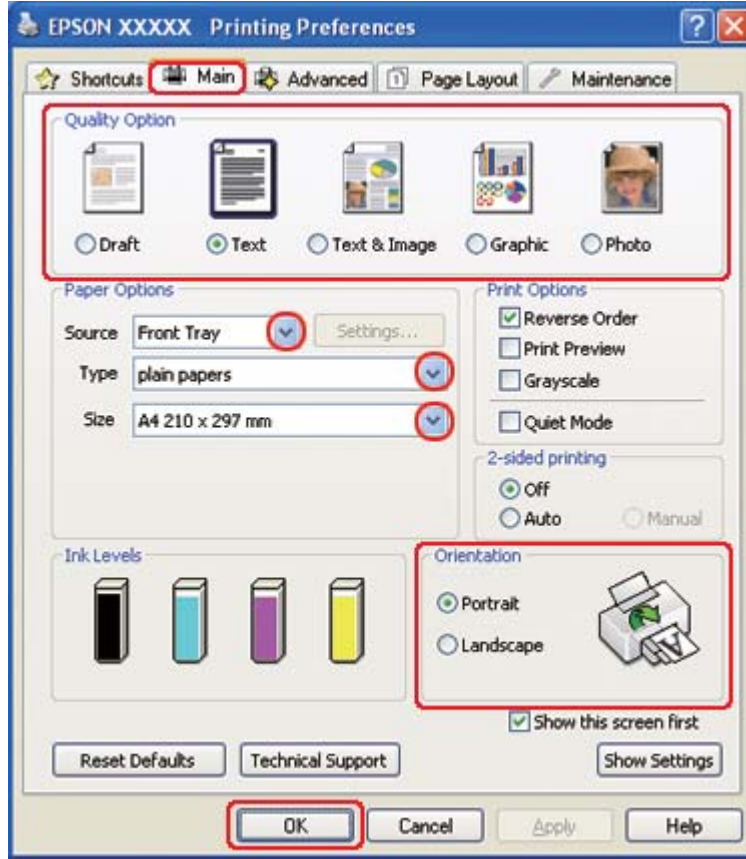 EPSON XXXXX Printing Preferences
Shortcuts Main Advanced Page Layout Maintenance
Quality Option
Draft Text Text & Image Graphic Photo
Paper Options
Source Front Tray Settings...
Type plain papers
Size A4 210 x 297 mm
Print Options
Reverse Order
Print Preview
Grayscale
Quiet Mode
2-sided printing
Off
Auto Manual
Ink Levels
Orientation
Portrait
Landscape
Show this screen first
Reset Defaults Technical Support Show Settings
OK Cancel Apply Help